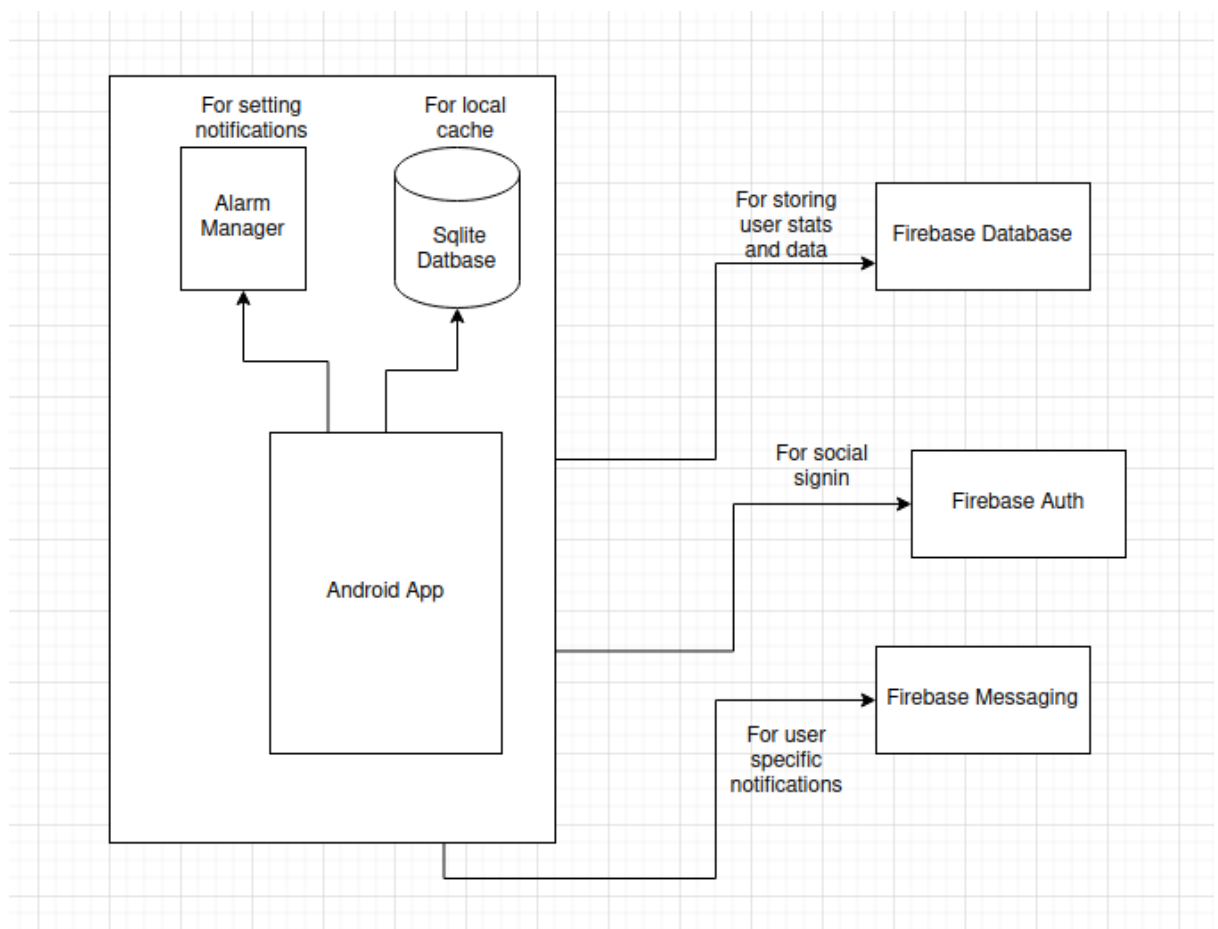 For setting
notifications
For local
cache
Alarm
Manager
Sqlite
Datbase
For storing
user stats
and data
Firebase Database
For social
signin
Firebase Auth
Android App
Firebase Messaging
For user
specific
notifications